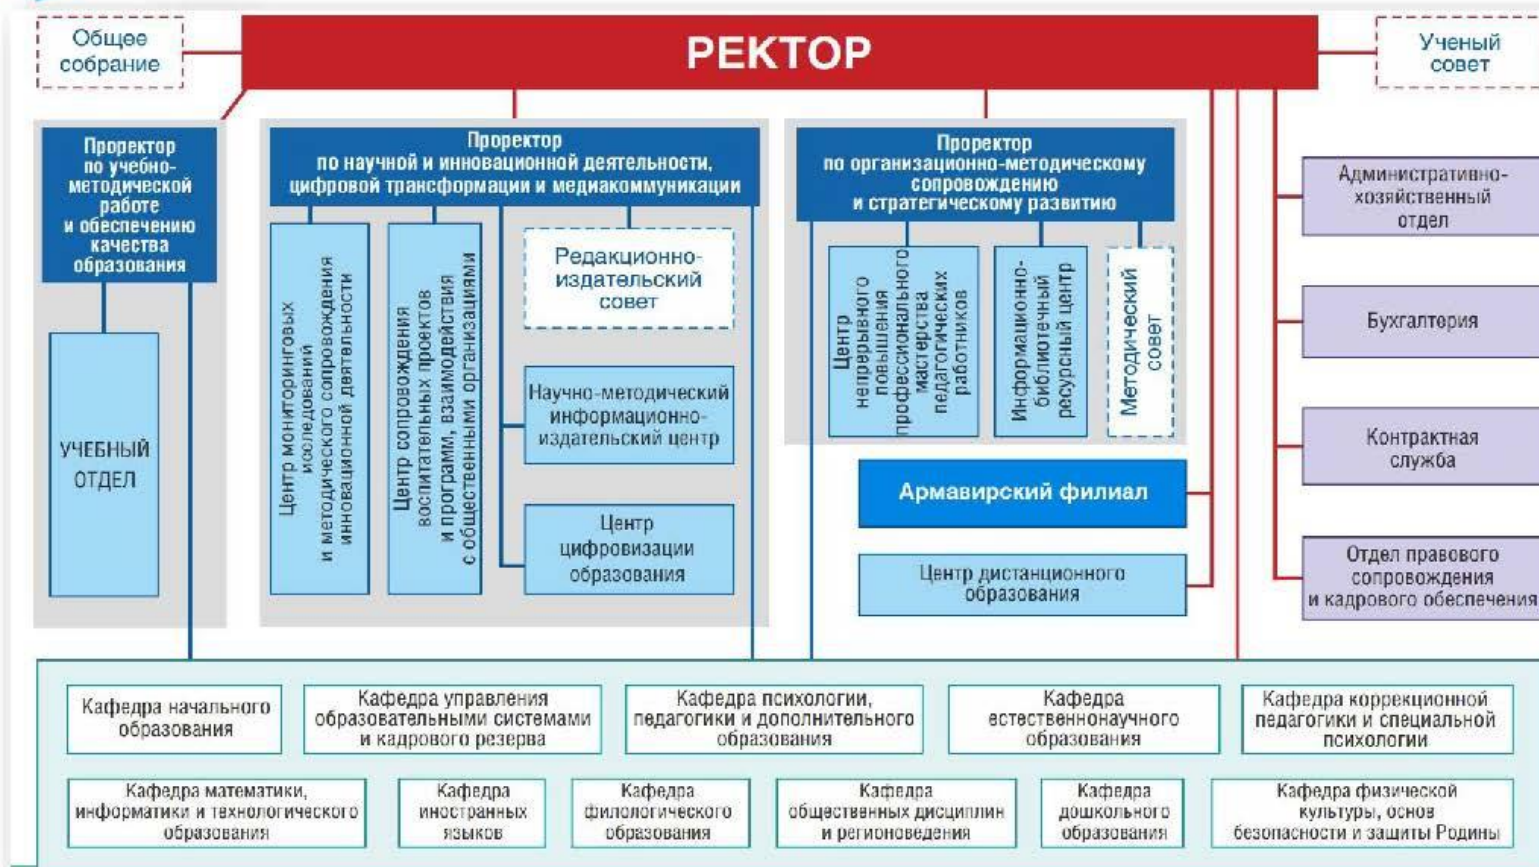 Общее
собрание
РЕКТОР
Ученый
совет
Проректор
по учебно-
методической
работе
и обеспечению
качества
образования
УЧЕБНЫЙ
ОТДЕЛ
Проректор
по научной и инновационной деятельности,
цифровой трансформации и медиакоммуникации
Центр мониторинговых
исследований
и методического сопровождения
инновационной деятельности
Центр сопровождения
воспитательных проектов
и программ, взаимодействия
с общественными организациями
Редакционно-
издательский
совет
Научно-методический
информационно-
издательский центр
Центр
цифровизации
образования
Проректор
по организационно-методическому
сопровождению
и стратегическому развитию
Центр
непрерывного
повышения
профессионального
мастерства
педагогических
работников
Информационно-
библиотечный
ресурсный центр
Методический
совет
Армавирский филиал
Центр дистанционного
образования
Административно-
хозяйственный
отдел
Бухгалтерия
Контрактная
служба
Отдел правового
сопровождения
и кадрового обеспечения
Кафедра начального
образования
Кафедра управления
образовательными системами
и кадрового резерва
Кафедра психологии,
педагогики и дополнительного
образования
Кафедра
естественнонаучного
образования
Кафедра коррекционной
педагогики и специальной
психологии
Кафедра математики,
информатики и технологического
образования
Кафедра
иностранных
языков
Кафедра
филологического
образования
Кафедра
общественных дисциплин
и регионоведения
Кафедра
дошкольного
образования
Кафедра физической
культуры, основ
безопасности и защиты Родины